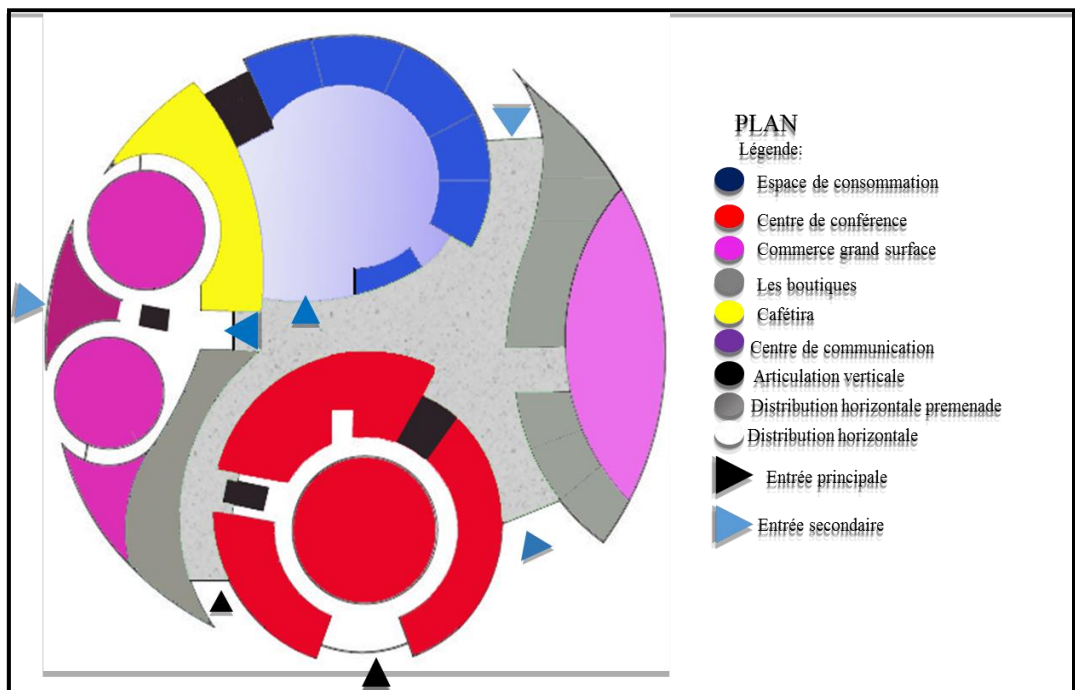 PLAN
Légende:
Espace de consommation
Centre de conférence
Commerce grand surface
Les boutiques
Cafétira
Centre de communication
Articulation verticale
Distribution horizontale premenade
Distribution horizontale
Entrée principale
Entrée secondaire